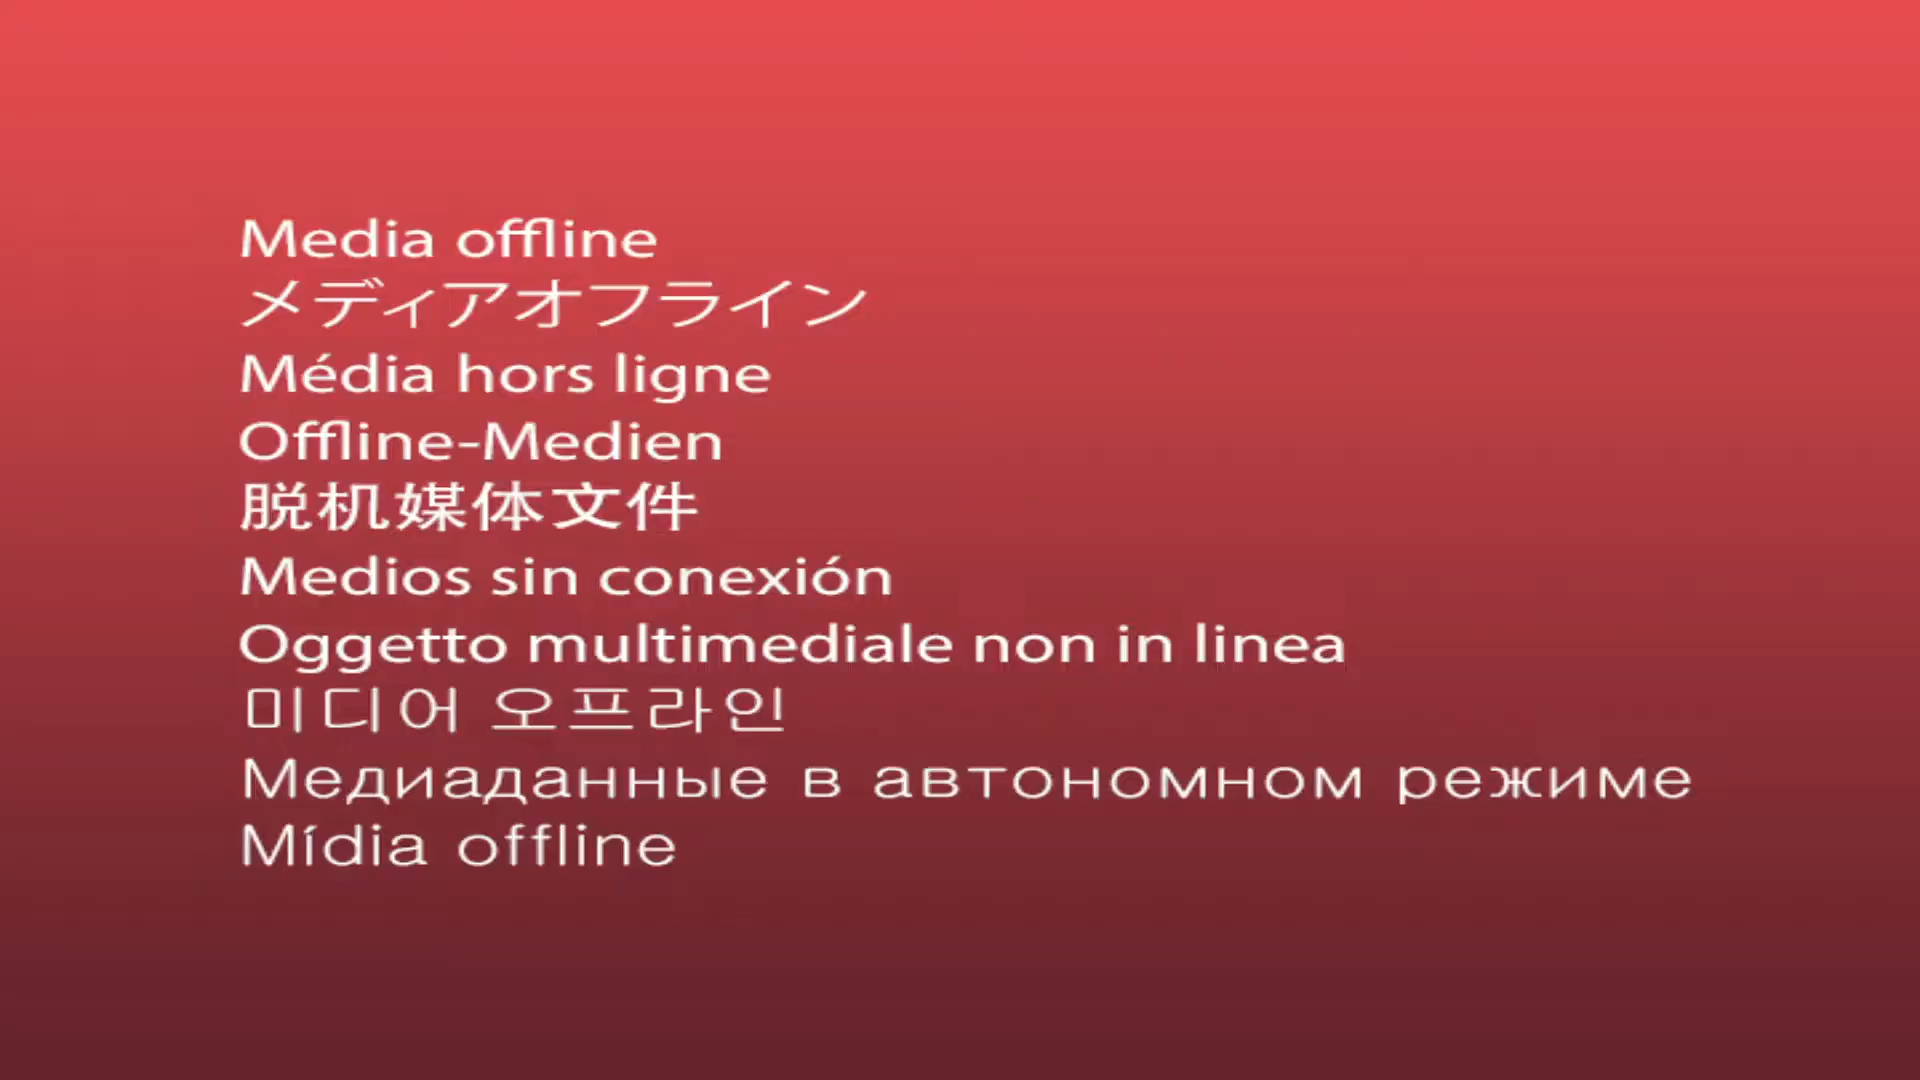 Media offline
メディアオフライン
Média hors ligne
Offline-Medien
脱机媒体文件
Medios sin conexión
Oggetto multimediale non in linea
미디어 오프라인
Медиаданные в автономном режиме
Mídia offline